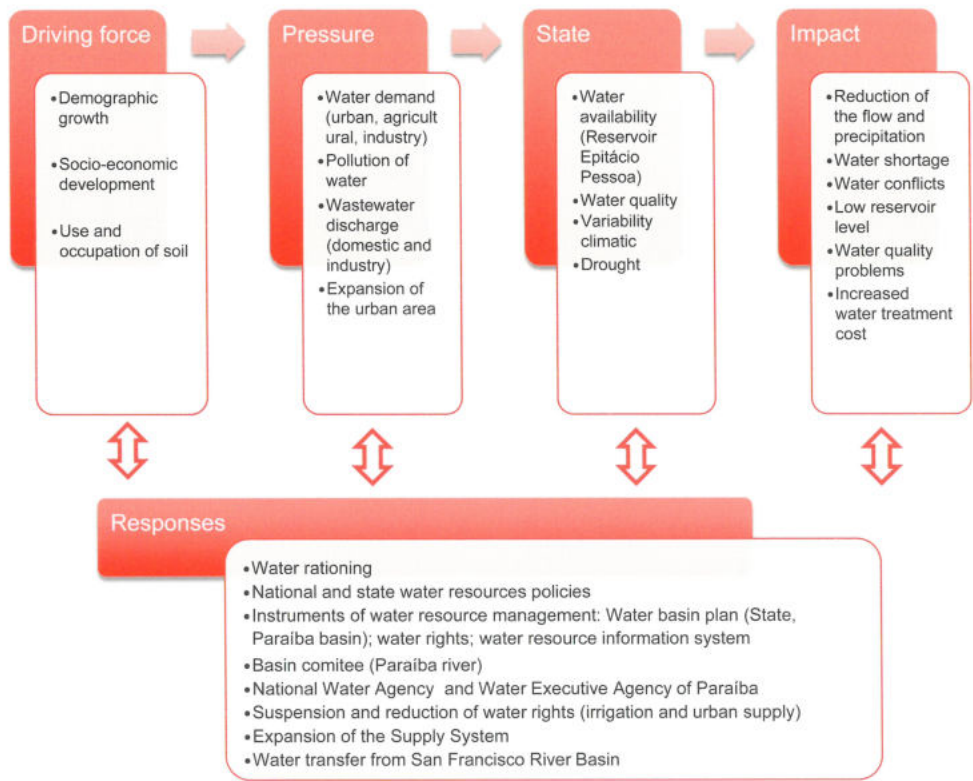 Driving force
•Demographic
growth
•Socio-economic
development
•Use and
occupation of soil
Pressure
•Water demand
(urban, agricult
ural, industry)
•Pollution of
water
•Wastewater
discharge
(domestic and
industry)
•Expansion of
the urban area
State
•Water
availability
(Reservoir
Epitácio
Pessoa)
•Water quality
•Variability
climatic
•Drought
Impact
•Reduction of
the flow and
precipitation
•Water shortage
•Water conflicts
•Low reservoir
level
•Water quality
problems
•Increased
water treatment
cost
Responses
•Water rationing
•National and state water resources policies
•Instruments of water resource management: Water basin plan (State,
Paraíba basin); water rights; water resource information system
•Basin comitee (Paraíba river)
•National Water Agency and Water Executive Agency of Paraíba
•Suspension and reduction of water rights (irrigation and urban supply)
•Expansion of the Supply System
•Water transfer from San Francisco River Basin